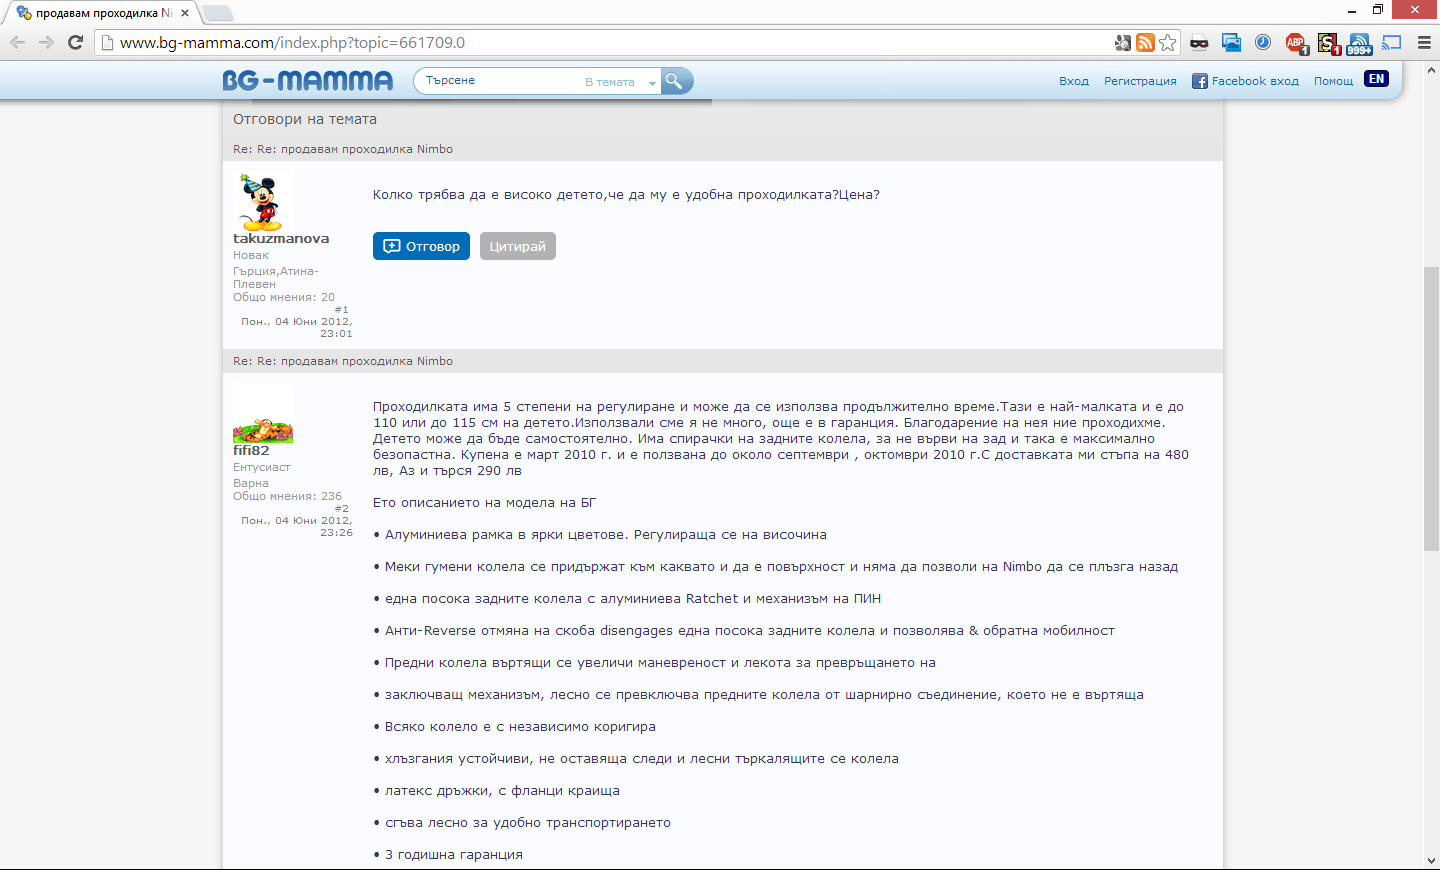 продавам проходилка Ni
www.bg-mamma.com/index.php?topic=661709.0
ABP
1
S
1
999+
BG-MAMMA
Търсене
В темата
Вход
Регистрация
Facebook вход
Помощ
EN
Отговори на темата
Re: Re: продавам проходилка Nimbo
takuzmanova
Новак
Гърция,Атина-
Плевен
Общо мнения: 20
#1
Пон., 04 Юни 2012,
23:01
Колко трябва да е високо детето,че да му е удобна проходилката?Цена?
Отговор
Цитирай
Re: Re: продавам проходилка Nimbo
fifi82
Ентусиаст
Варна
Общо мнения: 236
#2
Пон., 04 Юни 2012,
23:26
Проходилката има 5 степени на регулиране и може да се използва продължително време.Тази е най-малката и е до
110 или до 115 см на детето.Използвали сме я не много, още е в гаранция. Благодарение на нея ние проходихме.
Детето може да бъде самостоятелно. Има спирачки на задните колела, за не върви на зад и така е максимално
безопастна. Купена е март 2010 г. и е ползвана до около септември , октомври 2010 г.С доставката ми стъпа на 480
лв, Аз и търся 290 лв
Ето описанието на модела на БГ
• Алуминиева рамка в ярки цветове. Регулираща се на височина
• Меки гумени колела се придържат към каквато и да е повърхност и няма да позволи на Nimbo да се плъзга назад
• една посока задните колела с алуминиева Ratchet и механизъм на ПИН
• Анти-Reverse отмяна на скоба disengages една посока задните колела и позволява & обратна мобилност
• Предни колела въртящи се увеличи маневреност и лекота за превръщането на
• заключващ механизъм, лесно се превключва предните колела от шарнирно съединение, което не е въртяща
• Всяко колело е с независимо коригира
• хлъзгания устойчиви, не оставяща следи и лесни търкалящите се колела
• латекс дръжки, с фланци краища
• сгъва лесно за удобно транспортирането
• 3 годишна гаранция